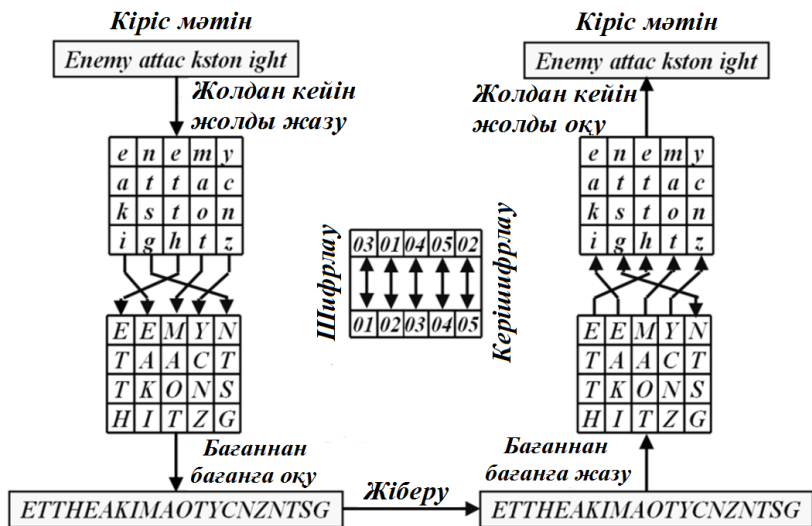 Кіріс мәтін
Кіріс мәтін
Enemy attac kston ight
Enemy attac kston ight
Жолдан кейін
жолды жазу
Жолдан кейін
жолды оқу
e n e m y
a t t a c
k s t o n
i g h t z
e n e m y
a t t a c
k s t o n
i g h t z
Шифрлау
03 01 04 05 02
01 02 03 04 05
Керішифрлау
E E M Y N
T A A C T
T K O N S
H I T Z G
E E M Y N
T A A C T
T K O N S
H I T Z G
Бағаннан
бағанға оқу
Бағаннан
бағанға жазу
ETTHEAKIMAOTYCNZNTSG
Жіберу
ETTHEAKIMAOTYCNZNTSG